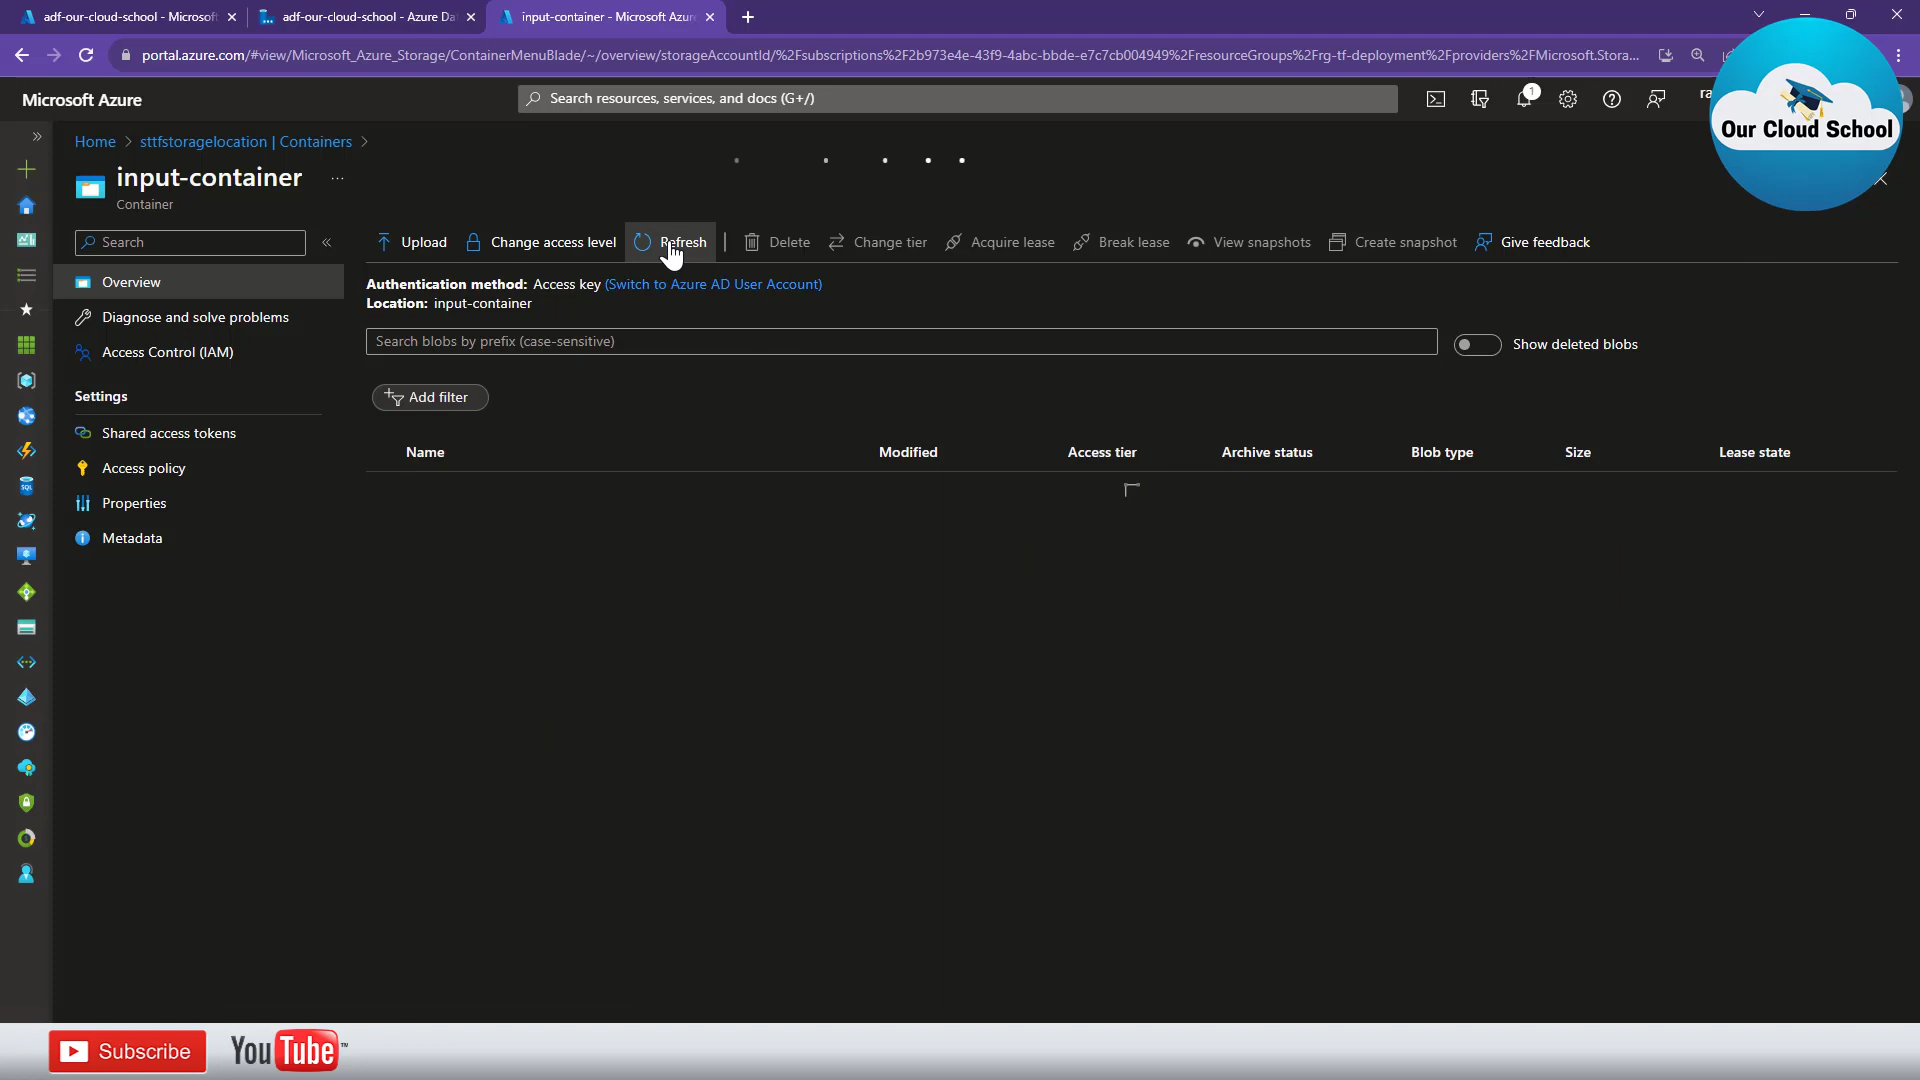 adf-our-cloud-school - Microsoft
adf-our-cloud-school - Azure Da
input-container - Microsoft Azure
portal.azure.com/#view/Microsoft_Azure_Storage/ContainerMenuBlade/~/overview/storageAccountId/%2Fsubscriptions%2F2b973e4e-43f9-4abc-bbde-e7c7cb004949%2FresourceGroups%2Frg-tf-deployment%2Fproviders%2FMicrosoft.Stora...
Microsoft Azure
Search resources, services, and docs (G+/)
1
ra
Our Cloud School
Home > sttfstoragelocation | Containers >
input-container
...
Container
Search
«
Upload
Change access level
Refresh
Delete
Change tier
Acquire lease
Break lease
View snapshots
Create snapshot
Give feedback
Overview
Diagnose and solve problems
Access Control (IAM)
Settings
Shared access tokens
Access policy
Properties
Metadata
Authentication method: Access key (Switch to Azure AD User Account)
Location: input-container
Search blobs by prefix (case-sensitive)
Show deleted blobs
Add filter
Name Modified Access tier Archive status Blob type Size Lease state
SQL
Subscribe
YouTube ™